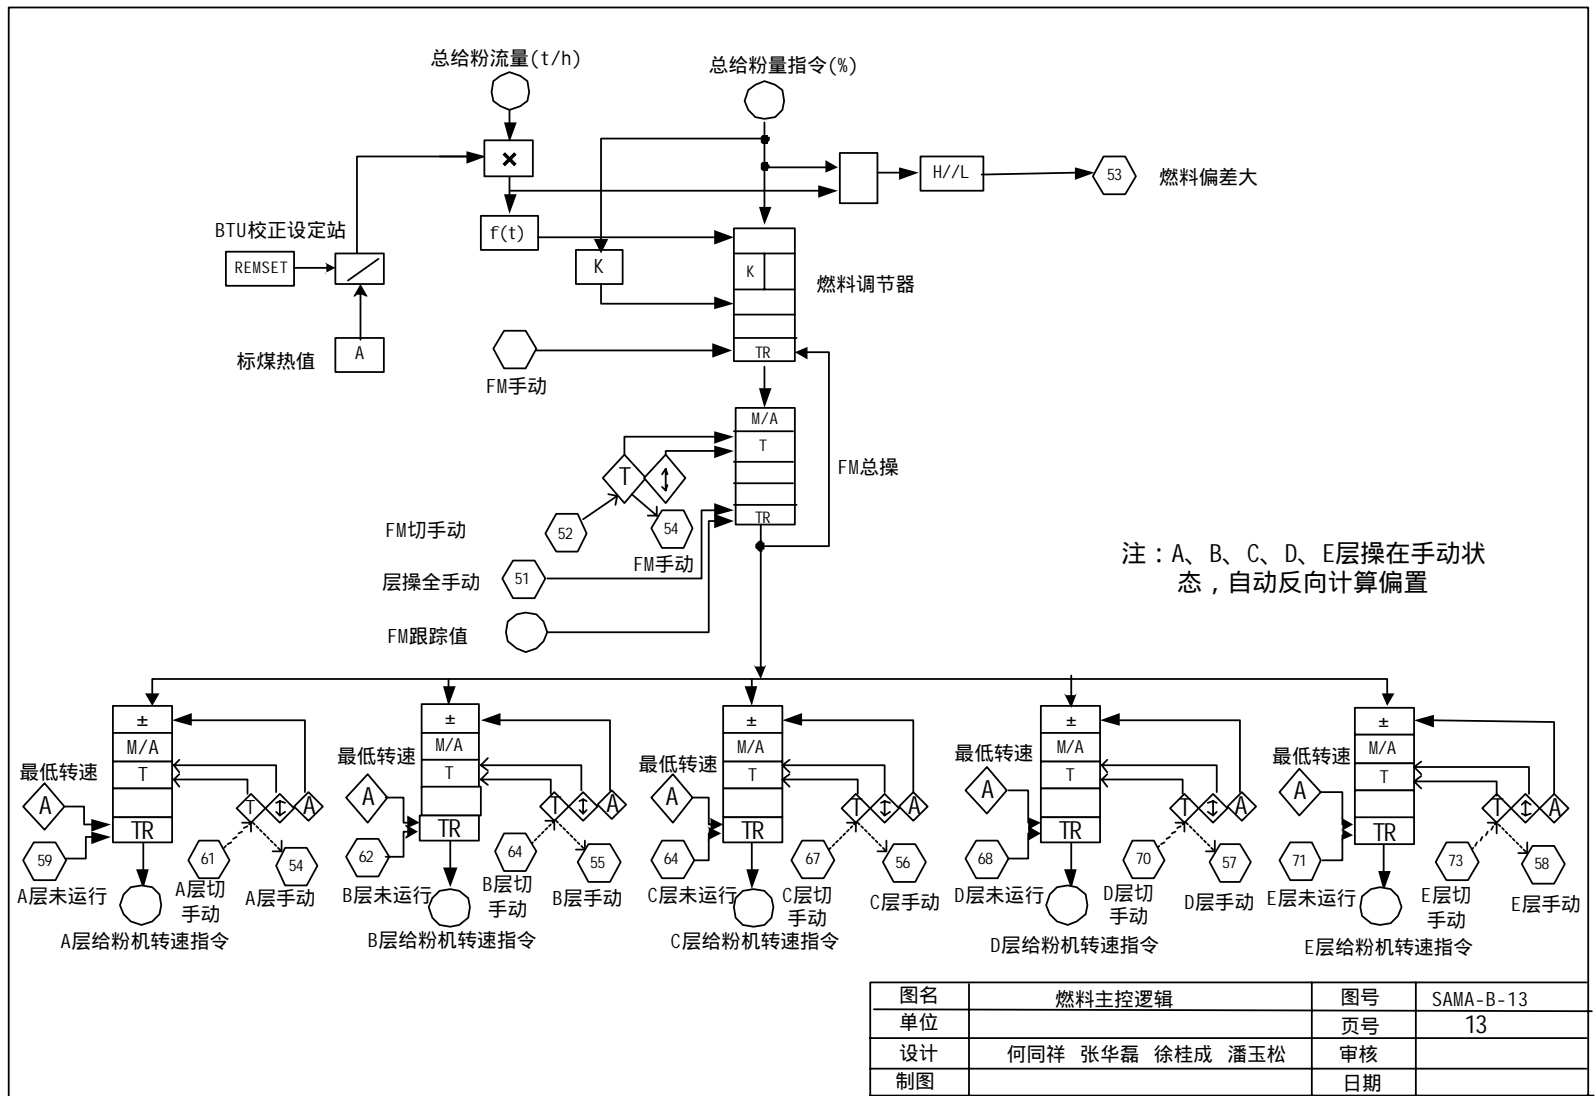 总给粉流量(t/h)
总给粉量指令(%)
×
H//L
53
燃料偏差大
BTU校正设定站
f(t)
REMSET
K
K
燃料调节器
标煤热值
A
TR
FM手动
M/A
T
T
FM总操
FM切手动
52
54
TR
FM手动
层操全手动
51
注：A、B、C、D、E层操在手动状
态，自动反向计算偏置
FM跟踪值
±
±
±
±
±
M/A
M/A
M/A
M/A
M/A
最低转速
T
最低转速
T
最低转速
T
最低转速
T
最低转速
T
A
T
A
A
T
A
A
T
A
A
T
A
A
T
A
TR
TR
TR
TR
TR
59
61
54
62
64
55
64
67
56
68
70
57
71
73
58
A层未运行
A层切
手动
A层手动
B层未运行
B层切
手动
B层手动
C层未运行
C层切
手动
C层手动
D层未运行
D层切
手动
D层手动
E层未运行
E层切
手动
E层手动
A层给粉机转速指令
B层给粉机转速指令
C层给粉机转速指令
D层给粉机转速指令
E层给粉机转速指令
图名 燃料主控逻辑 图号 SAMA-B-13
单位 页号 13
设计 何同祥 张华磊 徐桂成 潘玉松 审核
制图 日期